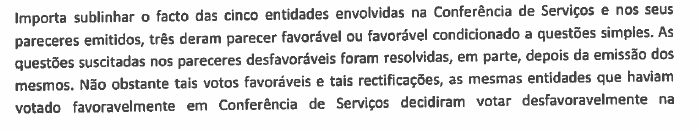 Importa sublinhar o facto das cinco entidades envolvidas na Conferência de Serviços e nos seus
pareceres emitidos, três deram parecer favorável ou favorável condicionado a questões simples. As
questões suscitadas nos pareceres desfavoráveis foram resolvidas, em parte, depois da emissão dos
mesmos. Não obstante tais votos favoráveis e tais rectificações, as mesmas entidades que haviam
votado favoravelmente em Conferência de Serviços decidiram votar desfavoravelmente na